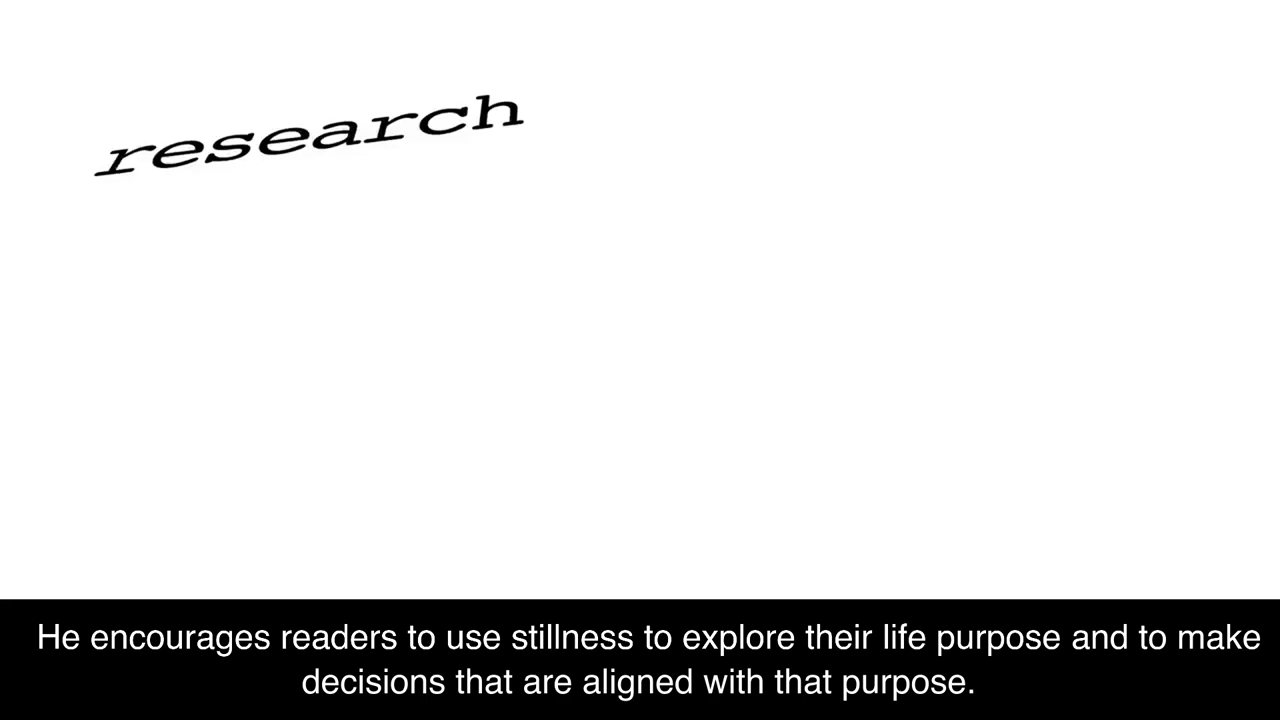 research
He encourages readers to use stillness to explore their life purpose and to make
decisions that are aligned with that purpose.